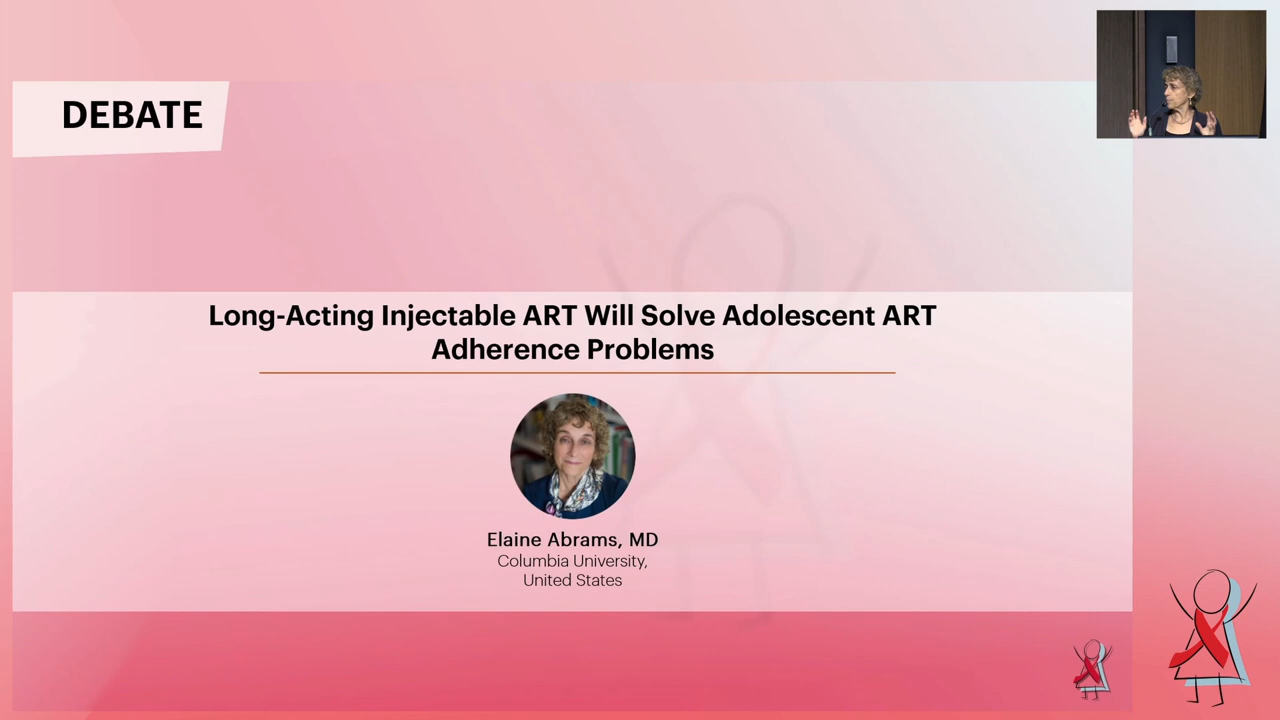 DEBATE
Long-Acting Injectable ART Will Solve Adolescent ART
Adherence Problems
Elaine Abrams, MD
Columbia University,
United States